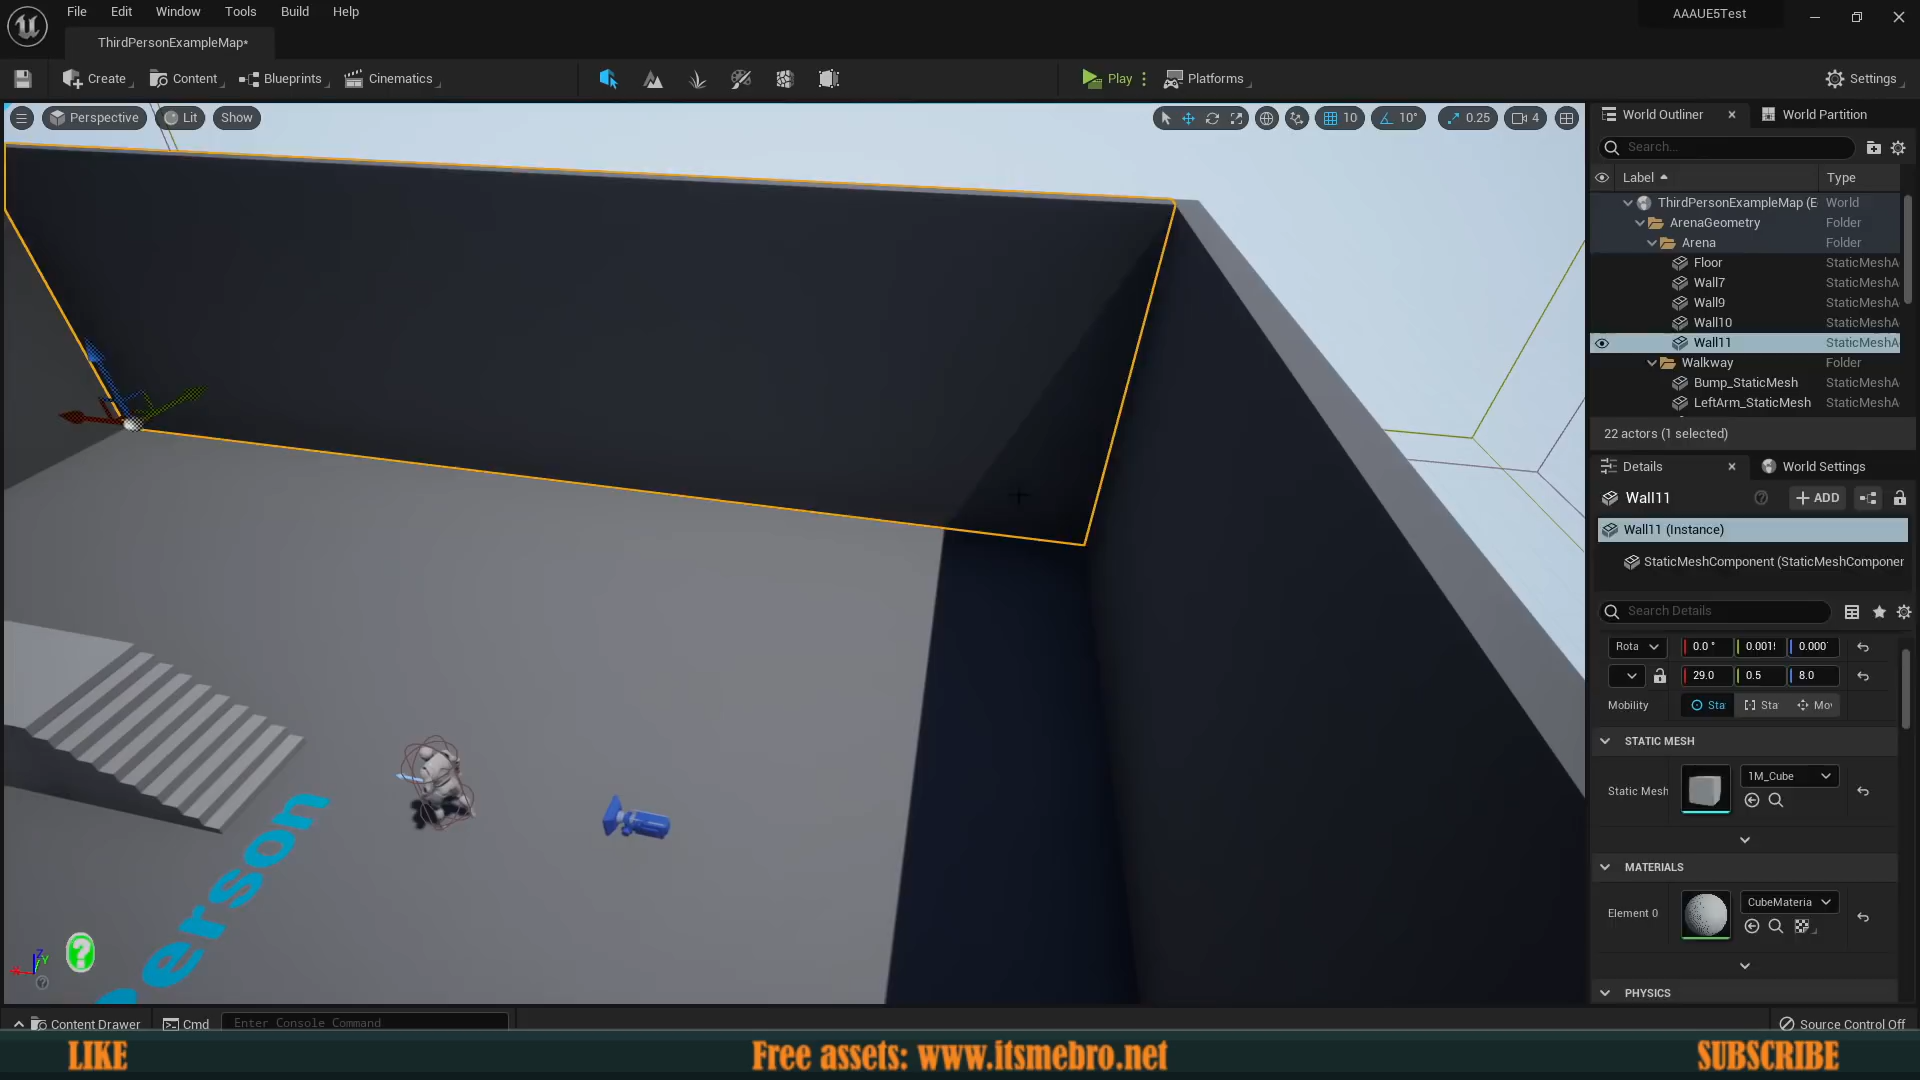 File Edit Window Tools Build Help
AAAUE5Test
ThirdPersonExampleMap*
Create Content Blueprints Cinematics Play Platforms Settings
Perspective Lit Show 10 10° 0.25 4
World Outliner World Partition
Search...
Label Type
ThirdPersonExampleMap (E World
ArenaGeometry Folder
Arena Folder
Floor StaticMeshA
Wall7 StaticMeshA
Wall9 StaticMeshA
Wall10 StaticMeshA
Wall11 StaticMeshA
Walkway Folder
Bump_StaticMesh StaticMeshA
LeftArm_StaticMesh StaticMeshA
22 actors (1 selected)
Details World Settings
Wall11 ADD
Wall11 (Instance)
StaticMeshComponent (StaticMeshComponer
Search Details
Rota 0.0 °
29.0 0.5 8.0
Mobility Sta Sta Mov
STATIC MESH
Static Mesh 1M_Cube
MATERIALS
Element 0 CubeMateria
PHYSICS
erson
Z Y X
Content Drawer Cmd Enter Console Command Source Control Off
LIKE Free assets: www.itsmebro.net SUBSCRIBE